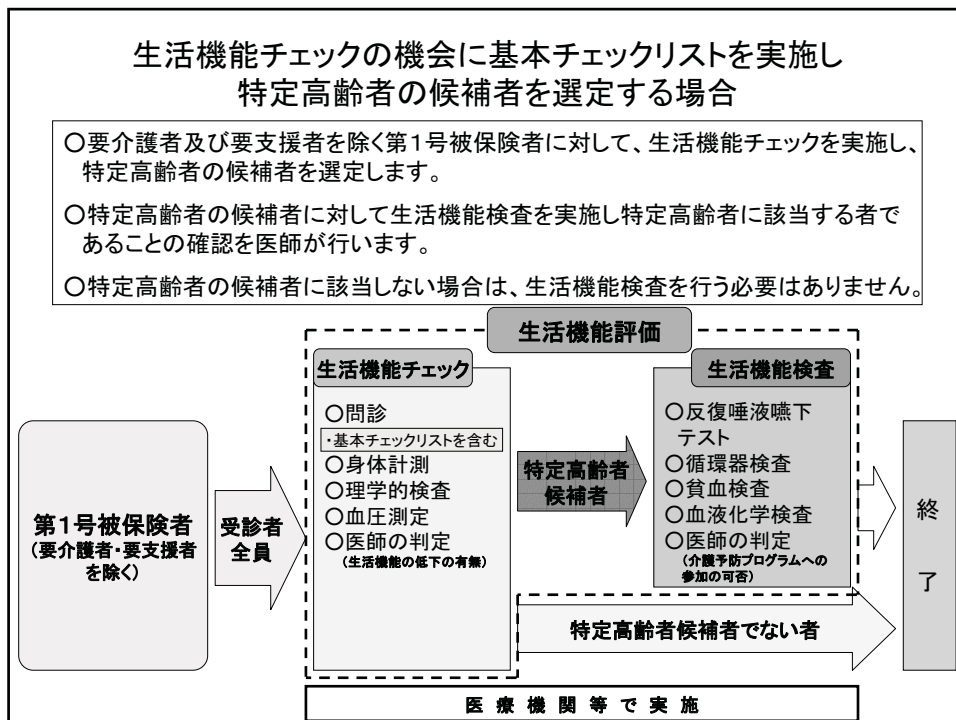 生活機能チェックの機会に基本チェックリストを実施し
特定高齢者の候補者を選定する場合
○要介護者及び要支援者を除く第1号被保険者に対して、生活機能チェックを実施し、
特定高齢者の候補者を選定します。
○特定高齢者の候補者に対して生活機能検査を実施し特定高齢者に該当する者で
あることの確認を医師が行います。
○特定高齢者の候補者に該当しない場合は、生活機能検査を行う必要はありません。
生活機能評価
生活機能チェック
○問診
・基本チェックリストを含む
○身体計測
○理学的検査
○血圧測定
○医師の判定
(生活機能の低下の有無)
生活機能検査
○反復唾液嚥下
テスト
○循環器検査
○貧血検査
○血液化学検査
○医師の判定
(介護予防プログラムへの
参加の可否)
特定高齢者
候補者
第1号被保険者
(要介護者・要支援者
を除く)
受診者
全員
特定高齢者候補者でない者
終
了
医療機関等で実施